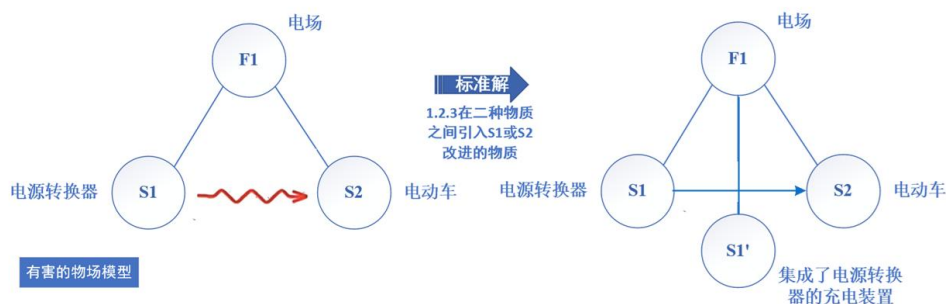 电场
F1
S1
S2
电源转换器
电动车
有害的物场模型
标准解
1.2.3在二种物质
之间引入S1或S2
改进的物质
电场
F1
S1
S2
电源转换器
电动车
S1'
集成了电源转换
器的充电装置